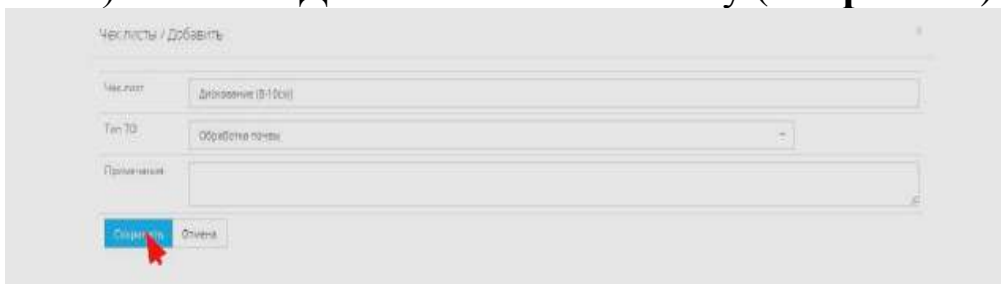 Чек листы / Добавить
Чек лист
Дискование (8-10см)
Тип ТО
Обработка почвы
Примечания
Сохранить Отмена